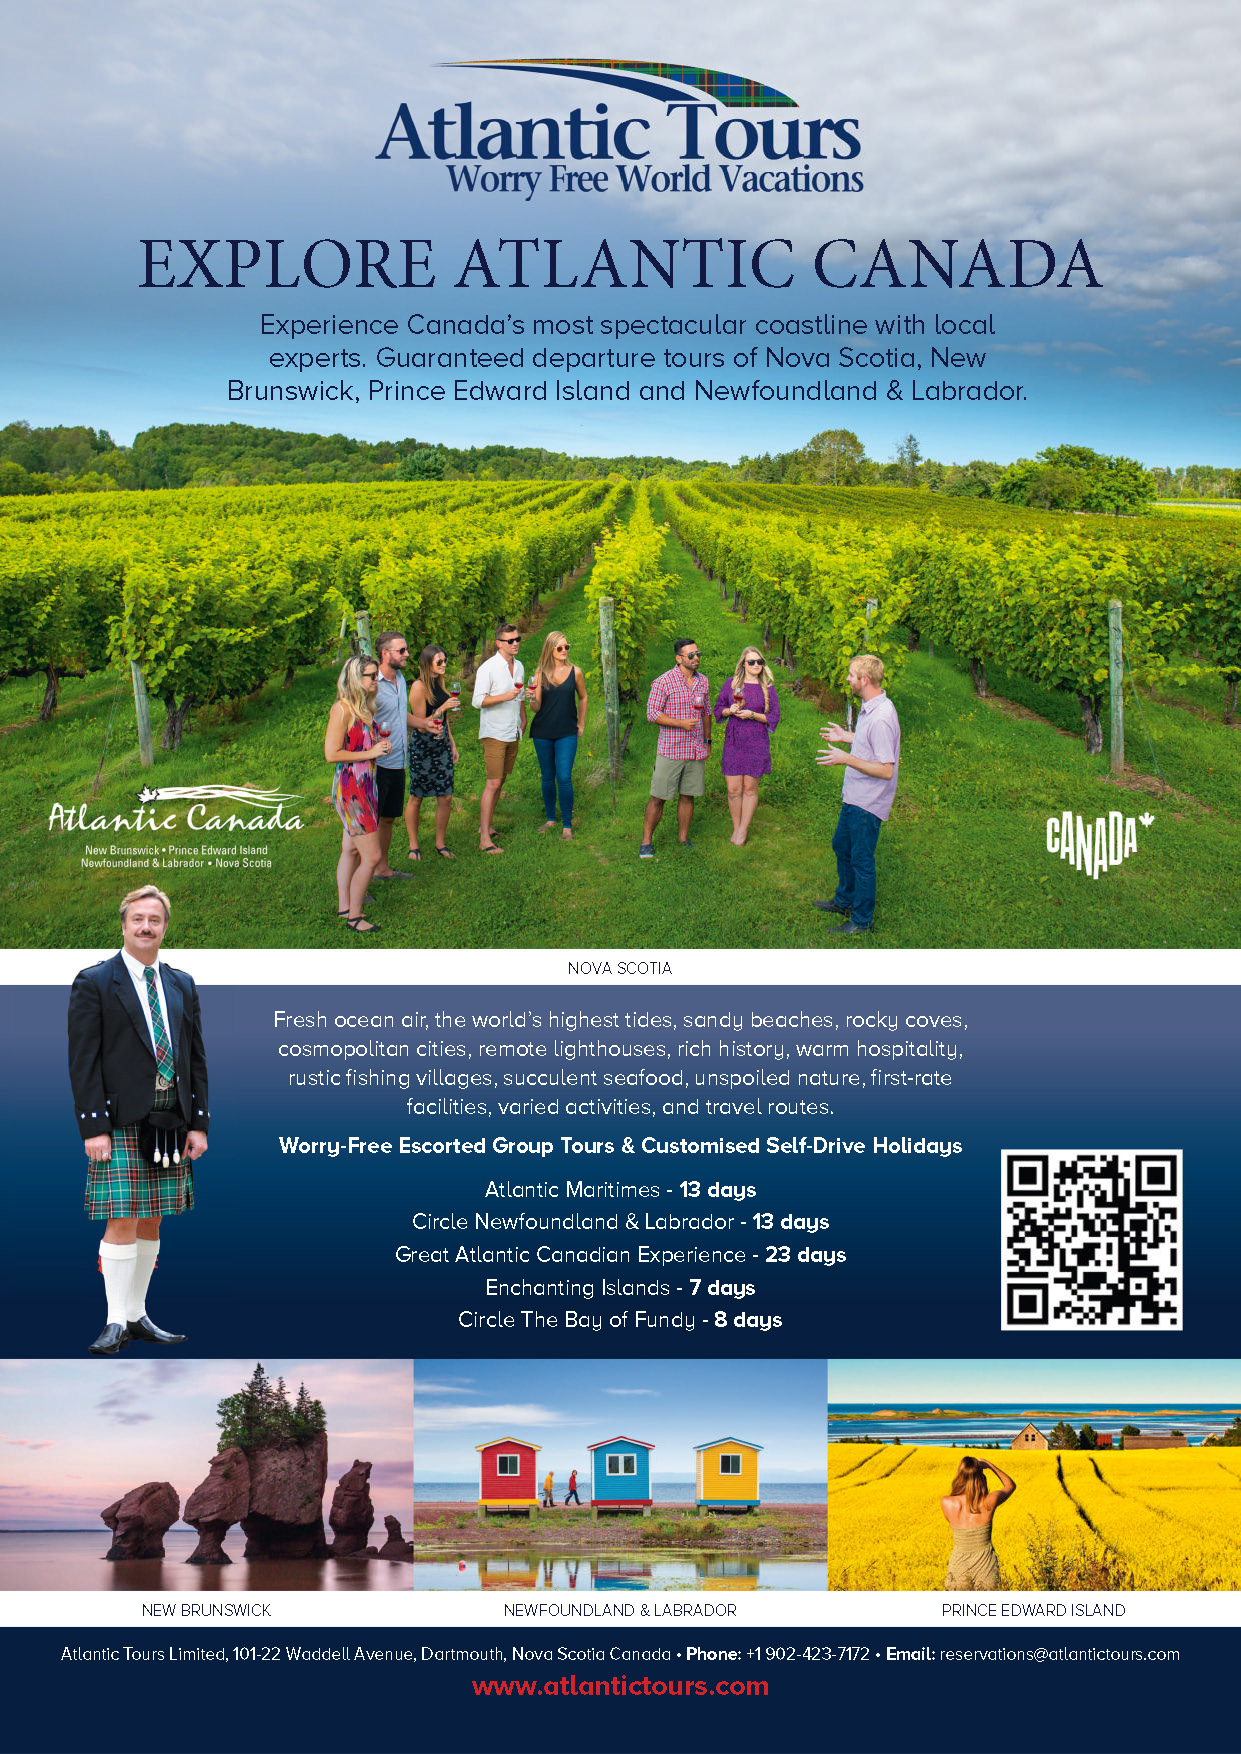 Atlantic Tours
Worry Free World Vacations
EXPLORE ATLANTIC CANADA
Experience Canada's most spectacular coastline with local
experts. Guaranteed departure tours of Nova Scotia, New
Brunswick, Prince Edward Island and Newfoundland & Labrador.
Atlantic Canada
New Brunswick • Prince Edward Island
Newfoundland & Labrador • Nova Scotia
CANADA
NOVA SCOTIA
Fresh ocean air, the world's highest tides, sandy beaches, rocky coves,
cosmopolitan cities, remote lighthouses, rich history, warm hospitality,
rustic fishing villages, succulent seafood, unspoiled nature, first-rate
facilities, varied activities, and travel routes.
Worry-Free Escorted Group Tours & Customised Self-Drive Holidays
Atlantic Maritimes - 13 days
Circle Newfoundland & Labrador - 13 days
Great Atlantic Canadian Experience - 23 days
Enchanting Islands - 7 days
Circle The Bay of Fundy - 8 days
NEW BRUNSWICK
NEWFOUNDLAND & LABRADOR
PRINCE EDWARD ISLAND
Atlantic Tours Limited, 101-22 Waddell Avenue, Dartmouth, Nova Scotia Canada • Phone: +1 902-423-7172 • Email: reservations@atlantictours.com
www.atlantictours.com